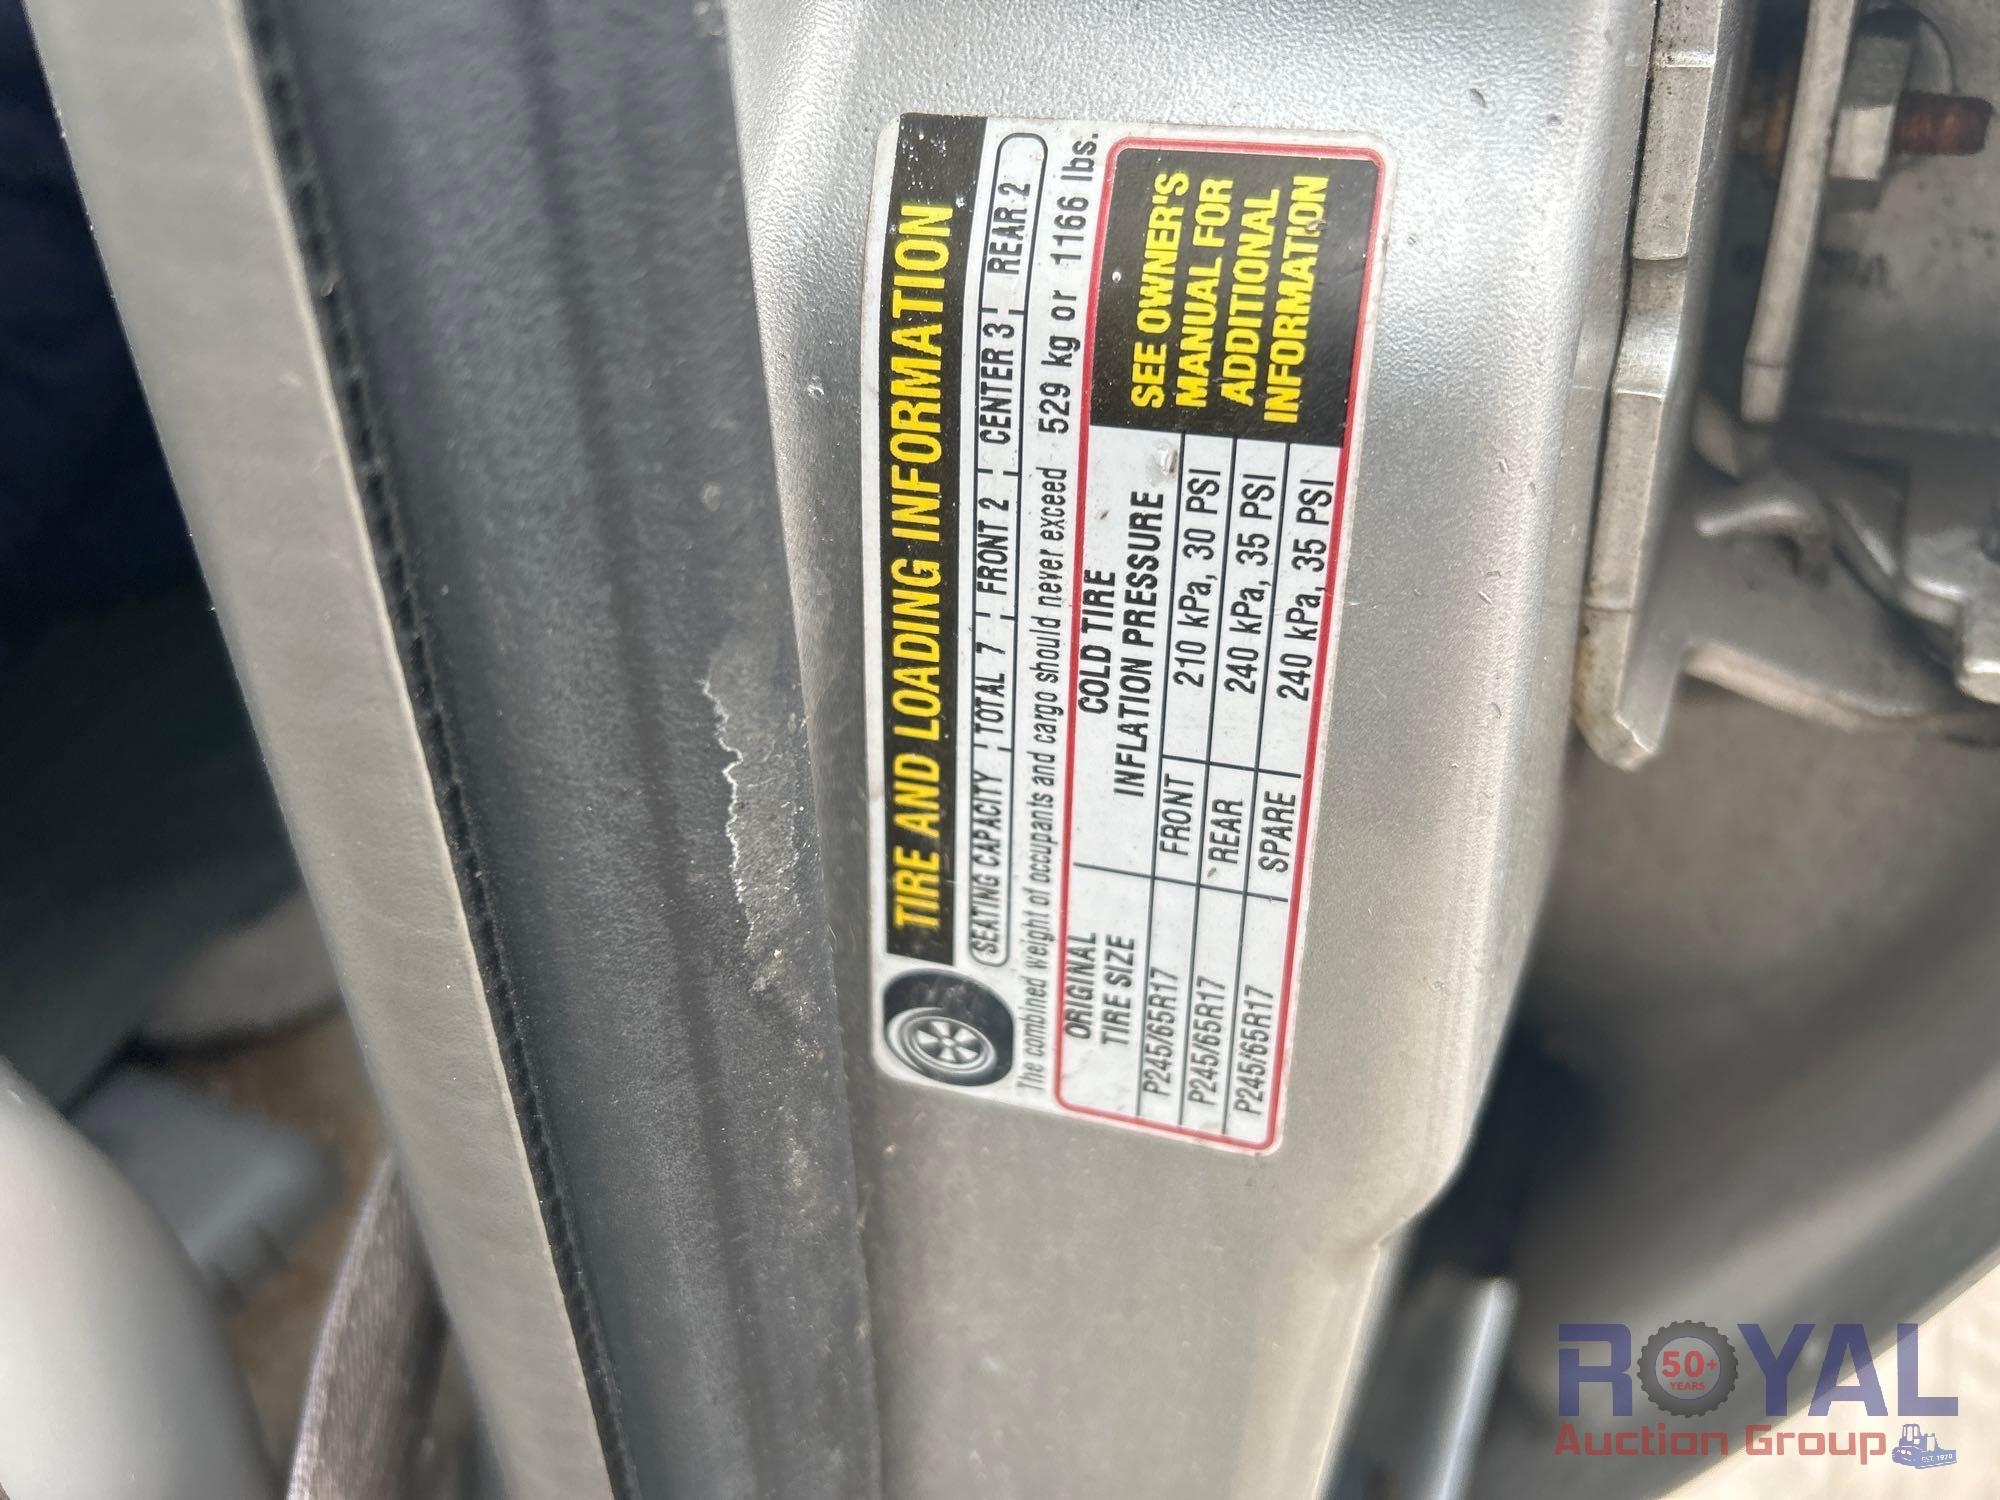 TIRE AND LOADING INFORMATION
SEATING CAPACITY TOTAL 7 FRONT 2 CENTER 3 REAR 2
The combined weight of occupants and cargo should never exceed 529 kg or 1166 lbs.
ORIGINAL TIRE SIZE
COLD TIRE INFLATION PRESSURE
P245/65R17 FRONT 210 kPa, 30 PSI
P245/65R17 REAR 240 kPa, 35 PSI
P245/65R17 SPARE 240 kPa, 35 PSI
SEE OWNER'S
MANUAL FOR
ADDITIONAL
INFORMATION
ROYAL
50+
YEARS
Auction Group
EST. 1970